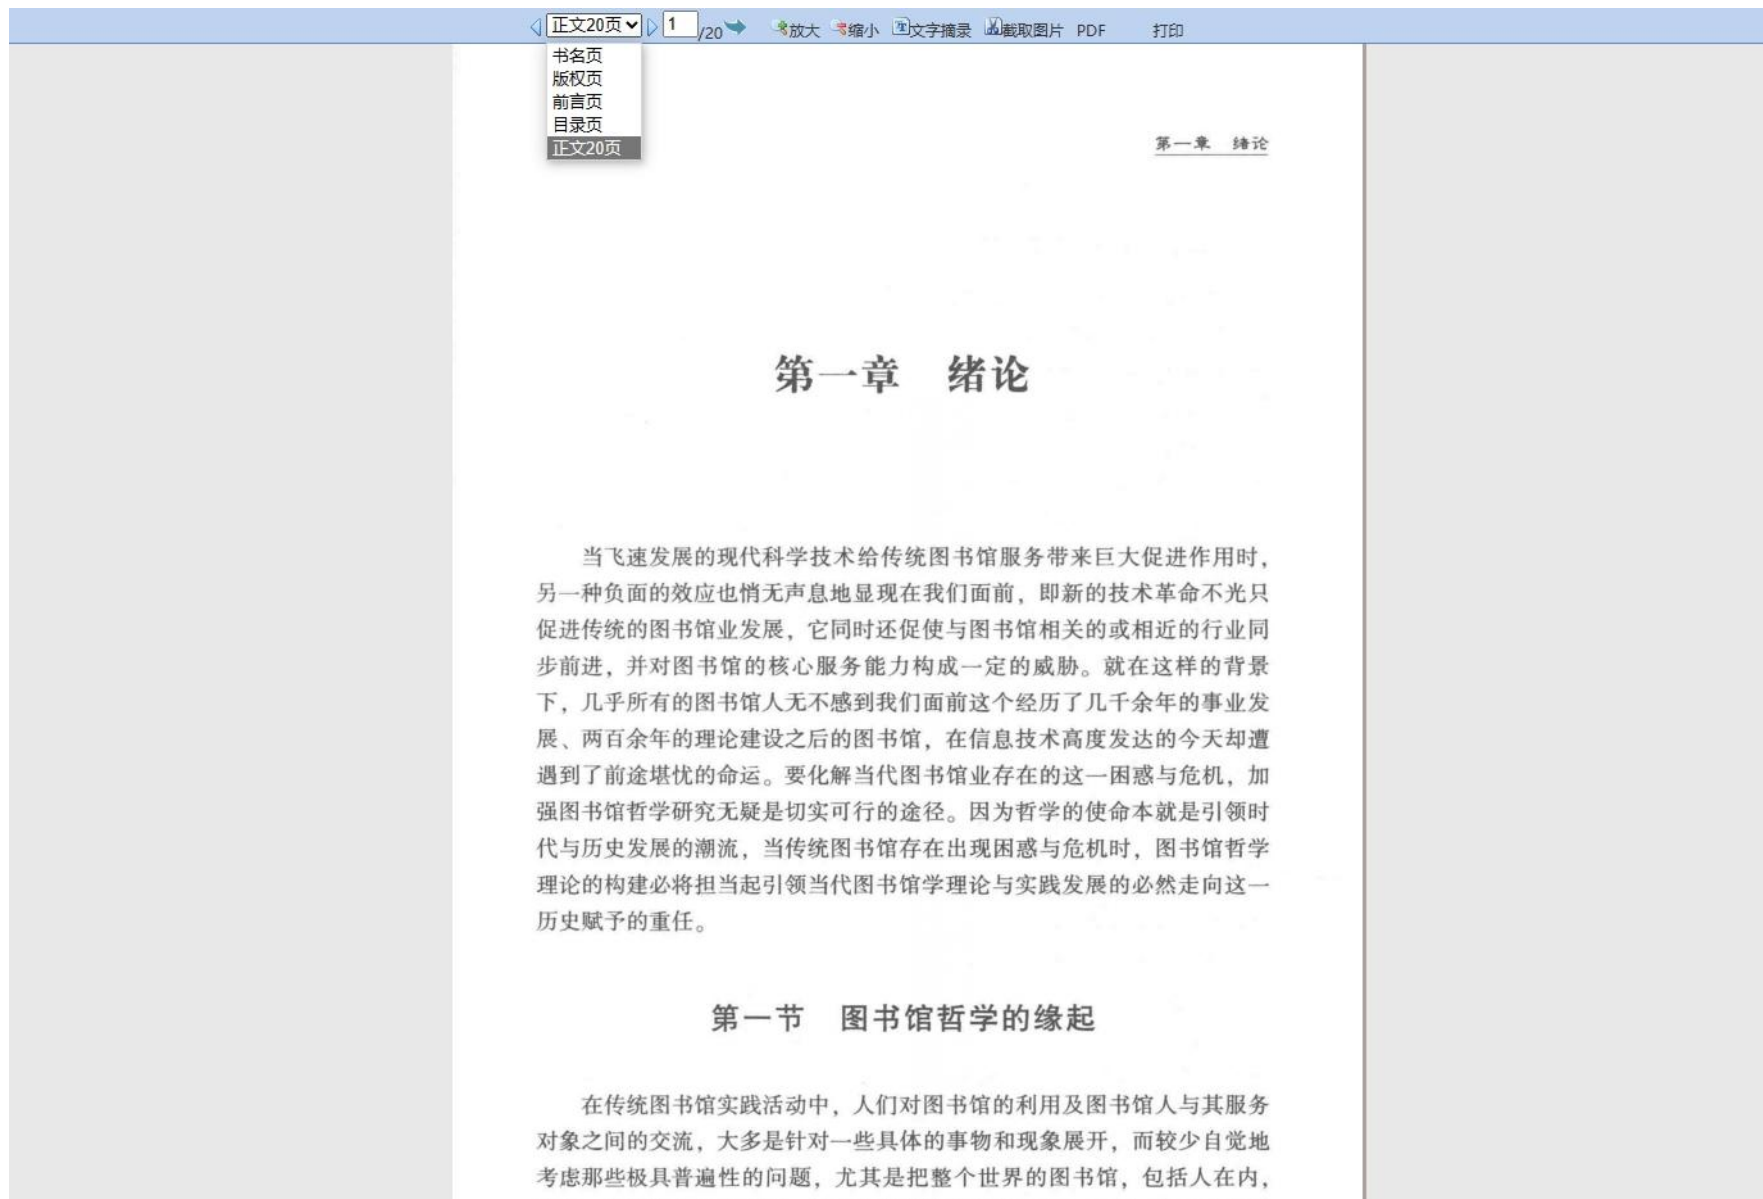 正文20页 1 /20 放大 缩小 文字摘录 截取图片 PDF 打印
书名页
版权页
前言页
目录页
正文20页
第一章 绪论
第一章 绪论
当飞速发展的现代科学技术给传统图书馆服务带来巨大促进作用时，
另一种负面的效应也悄无声息地显现在我们面前，即新的技术革命不光只
促进传统的图书馆业发展，它同时还促使与图书馆相关的或相近的行业同
步前进，并对图书馆的核心服务能力构成一定的威胁。就在这样的背景
下，几乎所有的图书馆人无不感到我们面前这个经历了几千余年的事业发
展、两百余年的理论建设之后的图书馆，在信息技术高度发达的今天却遭
遇到了前途堪忧的命运。要化解当代图书馆业存在的这一困惑与危机，加
强图书馆哲学研究无疑是切实可行的途径。因为哲学的使命本就是引领时
代与历史发展的潮流，当传统图书馆存在出现困惑与危机时，图书馆哲学
理论的构建必将担当起引领当代图书馆学理论与实践发展的必然走向这一
历史赋予的重任。
第一节 图书馆哲学的缘起
在传统图书馆实践活动中，人们对图书馆的利用及图书馆人与其服务
对象之间的交流，大多是针对一些具体的事物和现象展开，而较少自觉地
考虑那些极具普遍性的问题，尤其是把整个世界的图书馆，包括人在内，